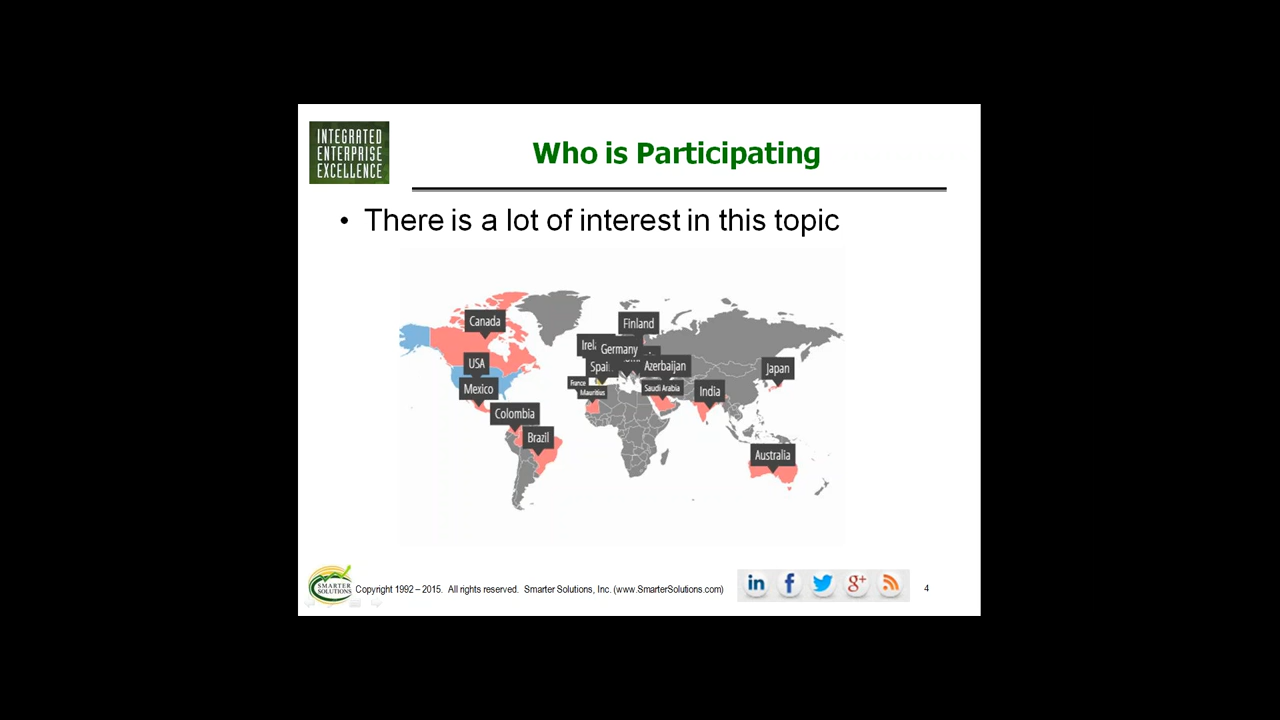 INTEGRATED
ENTERPRISE
EXCELLENCE
Who is Participating
• There is a lot of interest in this topic
Canada
Finland
Germany
USA
Azerbaijan
Japan
Mexico
France
Mauritius
Saudi Arabia
India
Colombia
Brazil
Australia
SMARTER
SOLUTIONS
Copyright 1992 – 2015. All rights reserved. Smarter Solutions, Inc. (www.SmarterSolutions.com)
in f g+
4